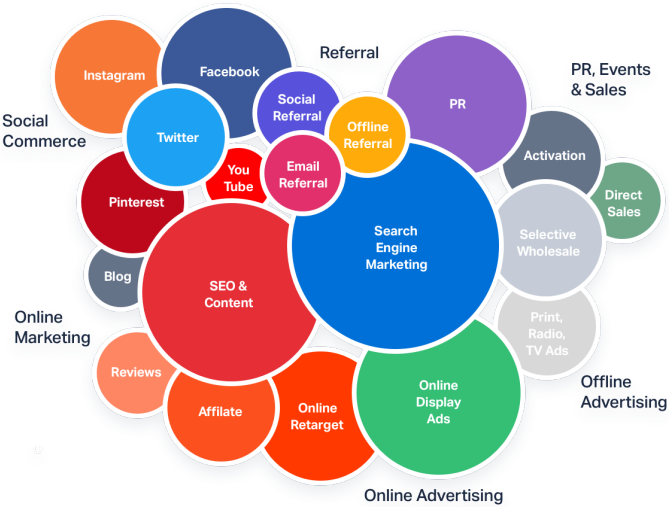 Referral
Instagram
Facebook
PR, Events
& Sales
Social
Referral
PR
Social
Commerce
Twitter
Offline
Referral
Activation
You
Tube
Email
Referral
Pinterest
Direct
Sales
Search
Engine
Marketing
Selective
Wholesale
Blog
SEO &
Content
Online
Marketing
Print,
Radio,
TV Ads
Reviews
Online
Display
Ads
Offline
Advertising
Affilate
Online
Retarget
Online Advertising